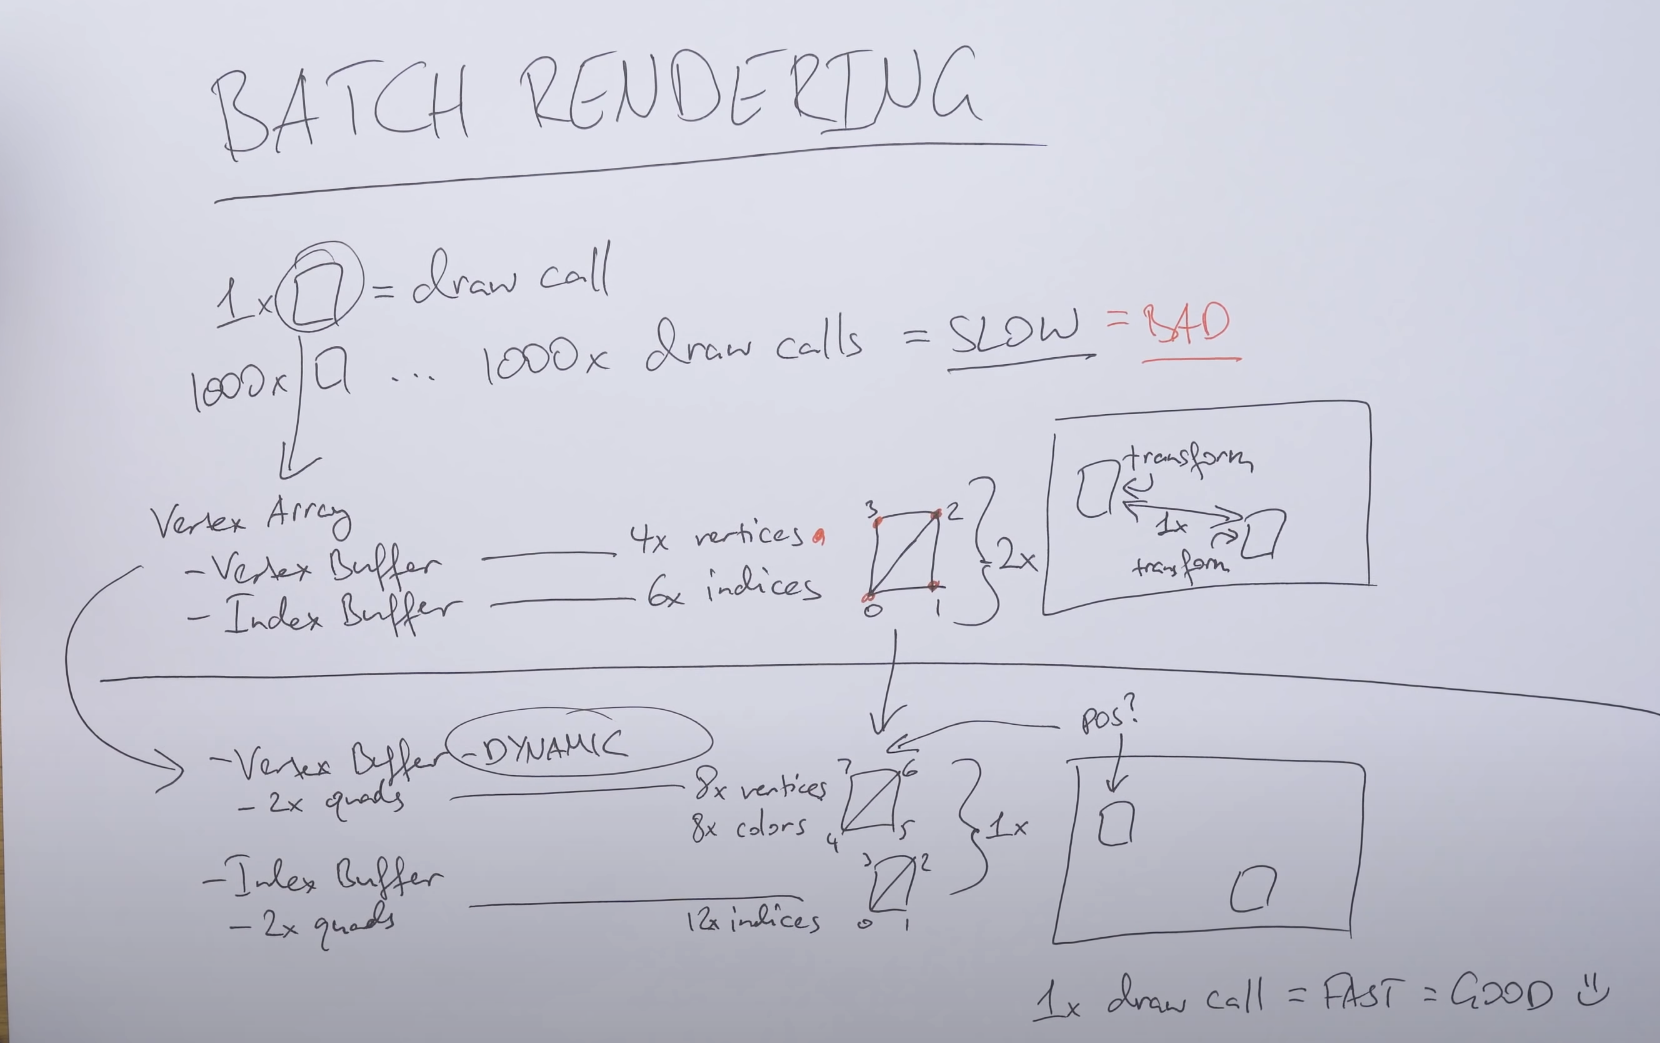 BATCH RENDERING
1x = draw call
1000x ... 1000x draw calls = SLOW = BAD
Vertex Array
- Vertex Buffer 4x vertices
- Index Buffer 6x indices
3 2
0 1
2x
transform
1x
transform
- Vertex Buffer - DYNAMIC
- 2x quads 8x vertices
8x colors
7 6
4 5
3 2
0 1
1x
POS?
- Index Buffer
- 2x quads 12x indices
1x draw call = FAST = GOOD